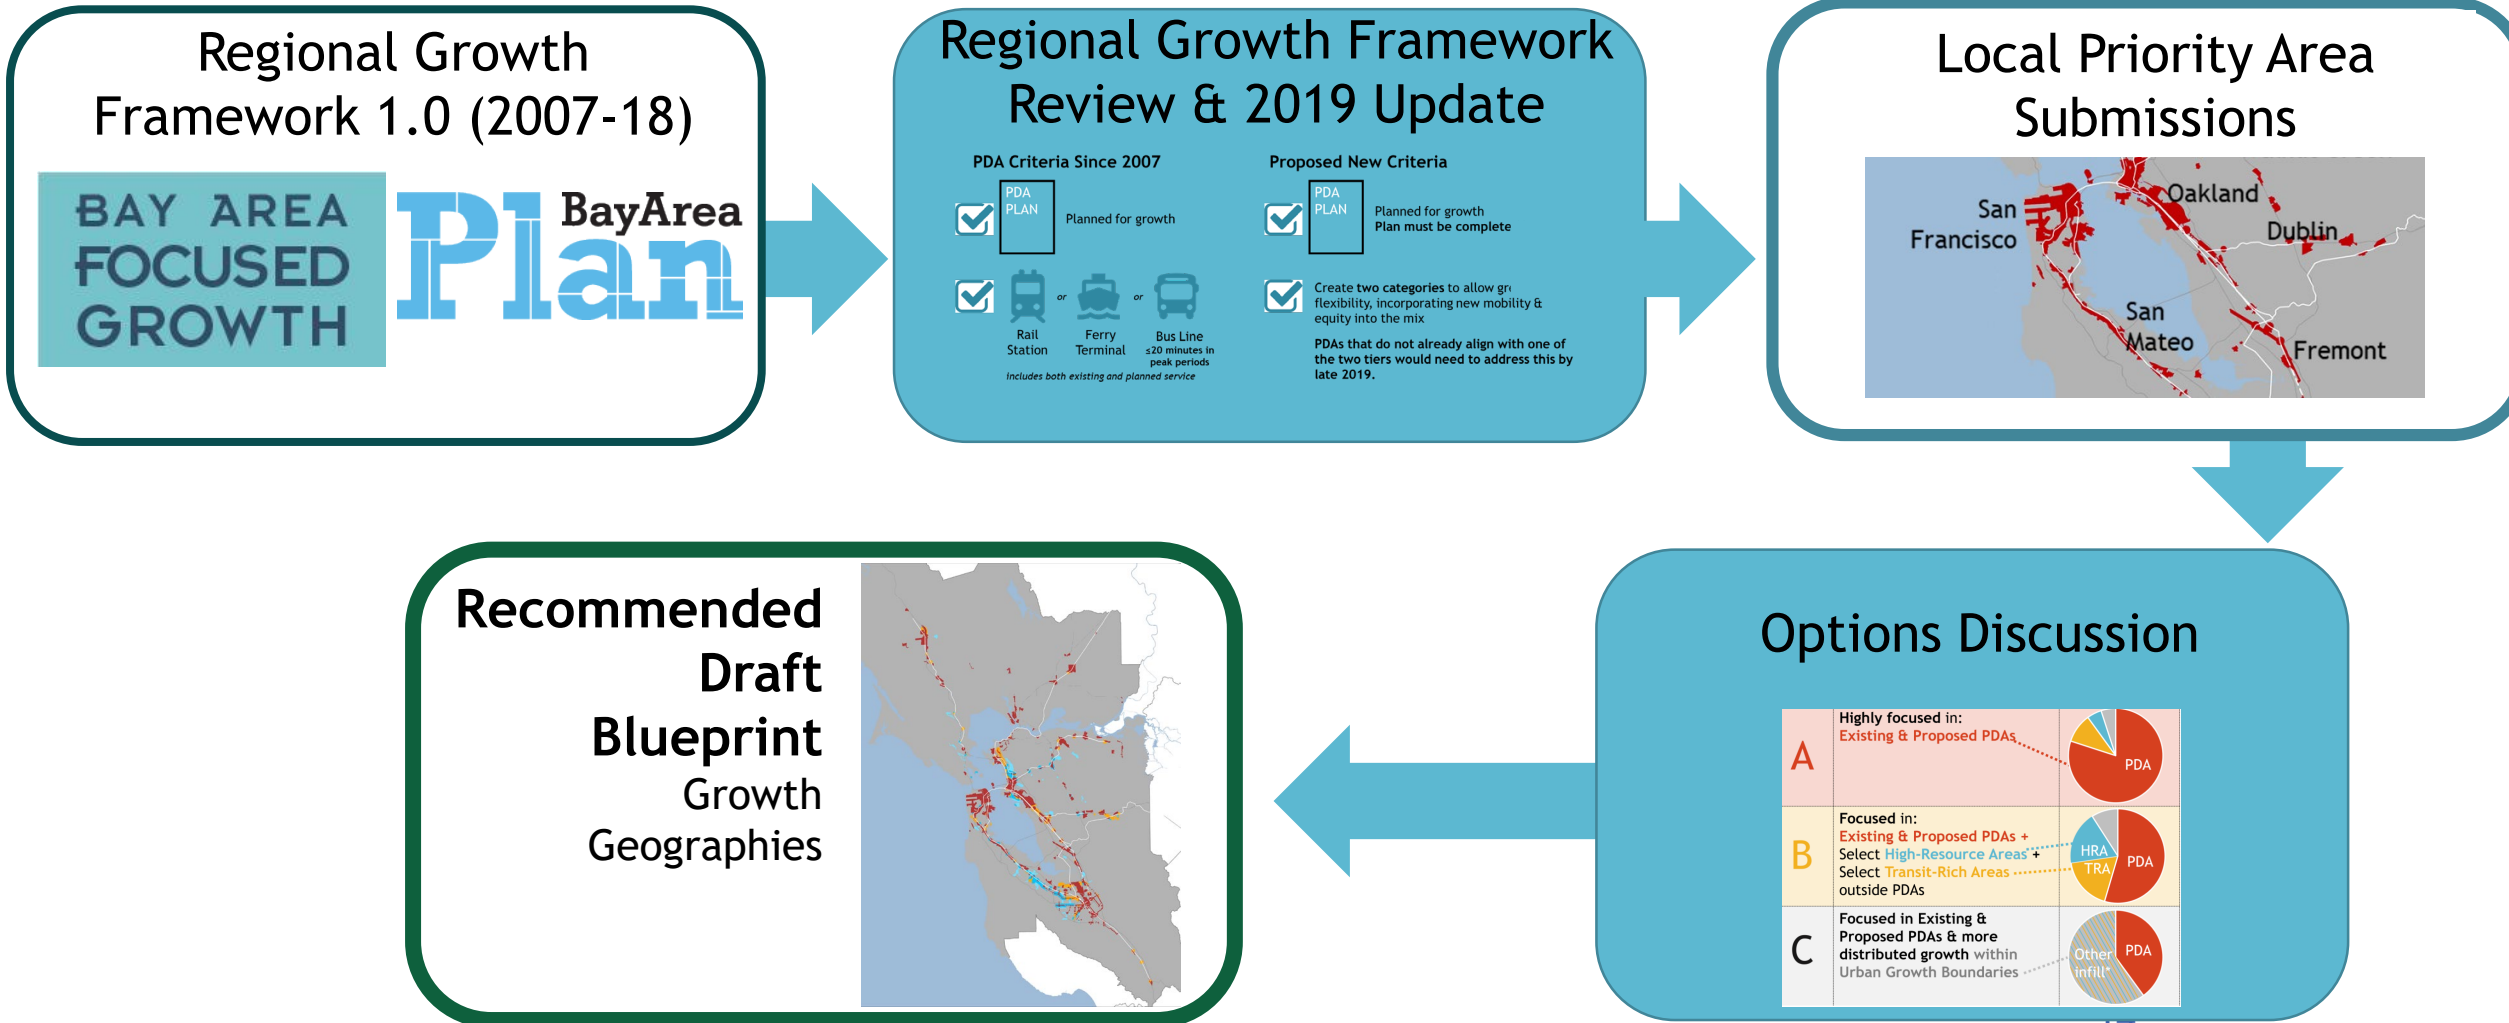 Regional Growth
Framework 1.0 (2007-18)
BAY AREA
FOCUSED
GROWTH
BayArea
Plan
Regional Growth Framework
Review & 2019 Update
PDA Criteria Since 2007
PDA
PLAN
Planned for growth
Rail
Station
or
Ferry
Terminal
or
Bus Line
≤20 minutes in
peak periods
includes both existing and planned service
Proposed New Criteria
PDA
PLAN
Planned for growth
Plan must be complete
Create two categories to allow gr
flexibility, incorporating new mobility &
equity into the mix
PDAs that do not already align with one of
the two tiers would need to address this by
late 2019.
Local Priority Area
Submissions
San
Francisco
Oakland
Dublin
San
Mateo
Fremont
Options Discussion
A
Highly focused in:
Existing & Proposed PDAs
PDA
B
Focused in:
Existing & Proposed PDAs +
Select High-Resource Areas +
Select Transit-Rich Areas
outside PDAs
HRA
TRA
PDA
C
Focused in Existing &
Proposed PDAs & more
distributed growth within
Urban Growth Boundaries
Other
infill*
PDA
Recommended
Draft
Blueprint
Growth
Geographies